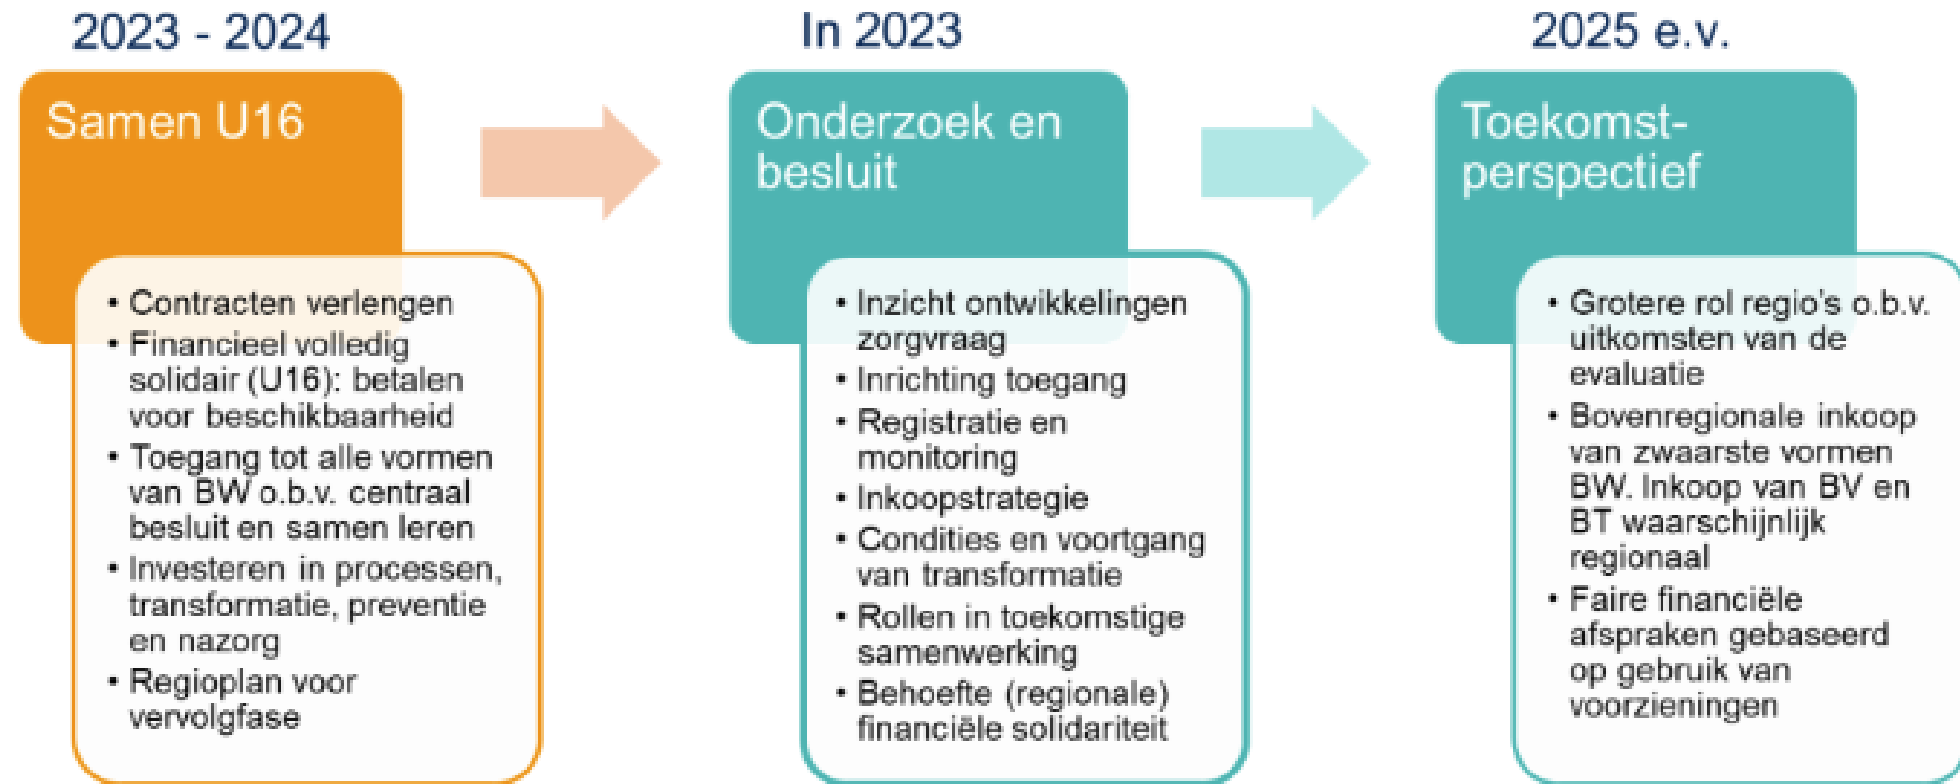 2023 - 2024
Samen U16
• Contracten verlengen
• Financieel volledig
solidair (U16): betalen
voor beschikbaarheid
• Toegang tot alle vormen
van BW o.b.v. centraal
besluit en samen leren
• Investeren in processen,
transformatie, preventie
en nazorg
• Regioplan voor
vervolgfase
In 2023
Onderzoek en
besluit
• Inzicht ontwikkelingen
zorgvraag
• Inrichting toegang
• Registratie en
monitoring
• Inkoopstrategie
• Condities en voortgang
van transformatie
• Rollen in toekomstige
samenwerking
• Behoefte (regionale)
financiële solidariteit
2025 e.v.
Toekomst-
perspectief
• Grotere rol regio's o.b.v.
uitkomsten van de
evaluatie
• Bovenregionale inkoop
van zwaarste vormen
BW. Inkoop van BV en
BT waarschijnlijk
regionaal
• Faire financiële
afspraken gebaseerd
op gebruik van
voorzieningen